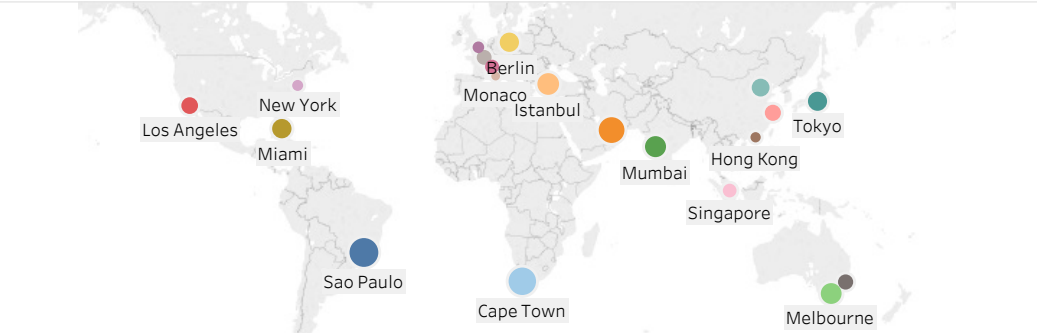 Berlin
Monaco
New York
Istanbul
Los Angeles
Tokyo
Miami
Hong Kong
Mumbai
Singapore
Sao Paulo
Cape Town
Melbourne